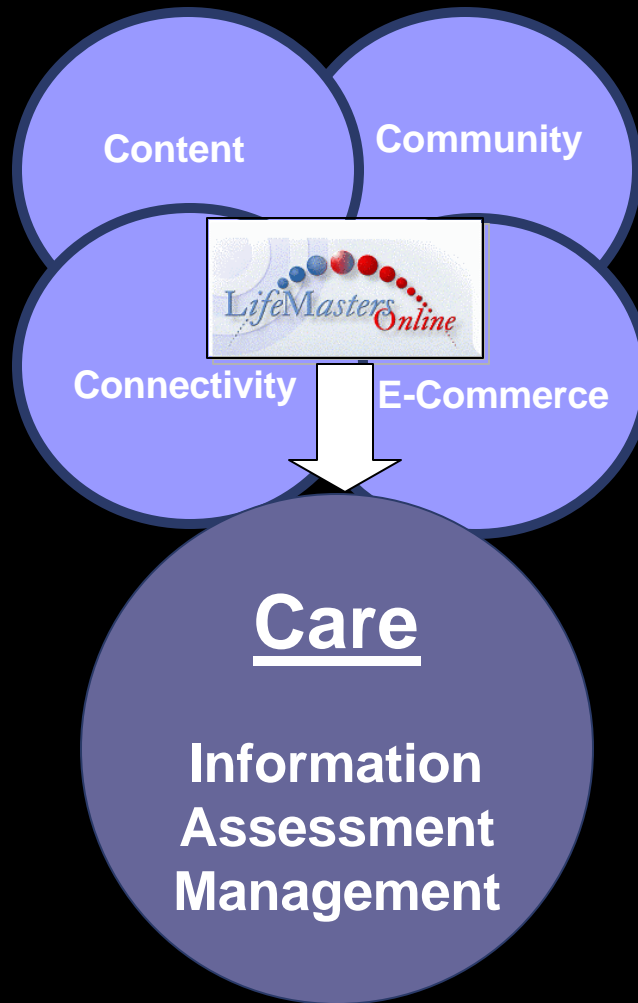 Content
Community
LifeMasters Online
Connectivity
E-Commerce
Care
Information
Assessment
Management